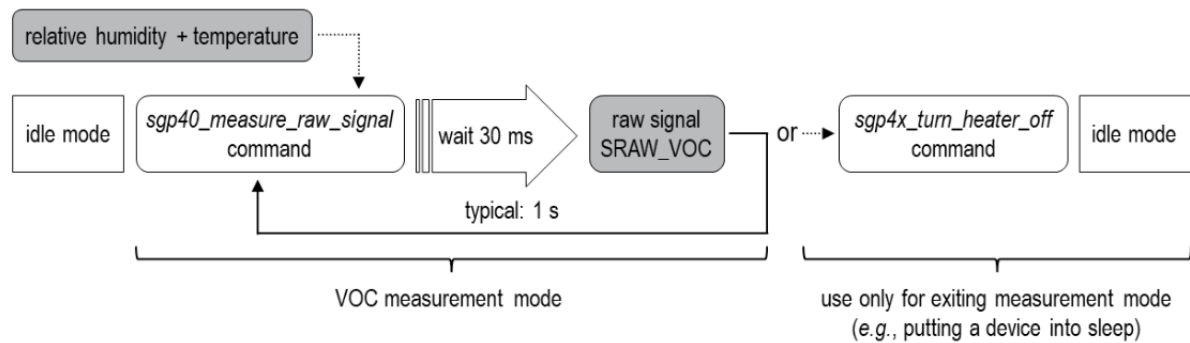 relative humidity + temperature
idle mode
sgp40_measure_raw_signal
command
wait 30 ms
raw signal
SRAW_VOC
or
sgp4x_turn_heater_off
command
idle mode
typical: 1 s
VOC measurement mode
use only for exiting measurement mode
(e.g., putting a device into sleep)